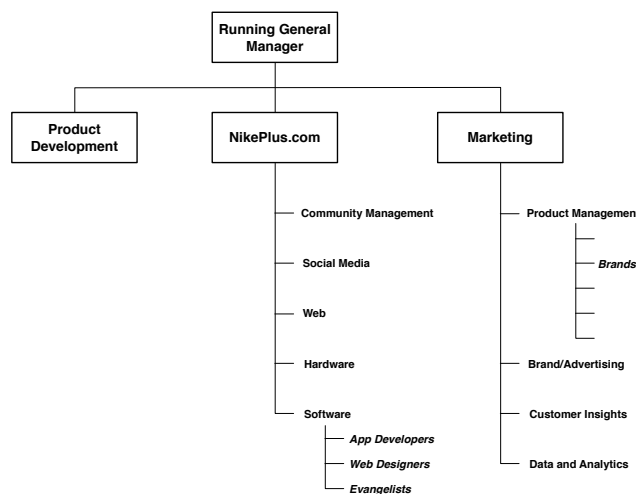 Running General
Manager
Product
Development
NikePlus.com
Marketing
Community Management
Social Media
Web
Hardware
Software
App Developers
Web Designers
Evangelists
Product Managemen
Brands
Brand/Advertising
Customer Insights
Data and Analytics